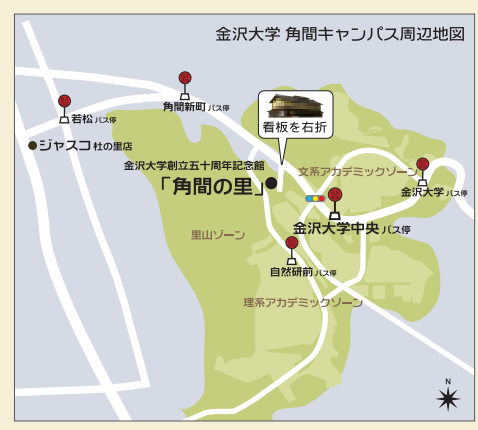 金沢大学 角間キャンパス周辺地図
角間新町 バス停
若松 バス停
看板を右折
ジャスコ 杜の里店
金沢大学創立五十周年記念館
「角間の里」
文系アカデミックゾーン
金沢大学 バス停
金沢大学中央 バス停
里山ゾーン
自然研前 バス停
理系アカデミックゾーン
N